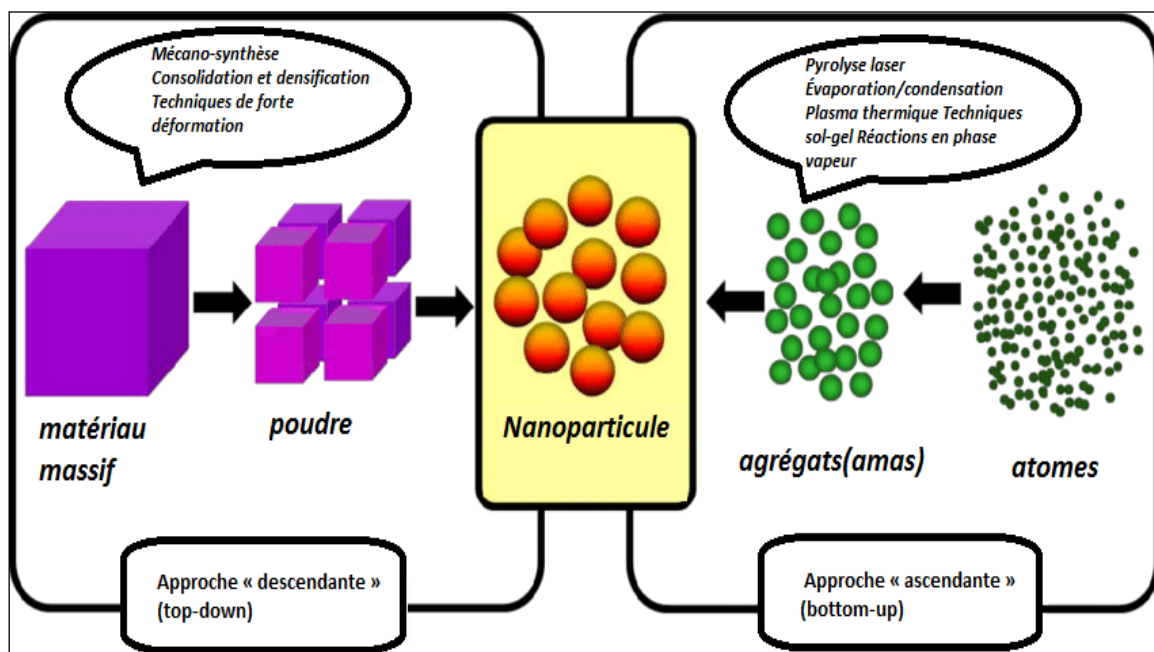 Mécano-synthèse
Consolidation et densification
Techniques de forte
déformation
matériau
massif
poudre
Nanoparticule
Pyrolyse laser
Évaporation/condensation
Plasma thermique Techniques
sol-gel Réactions en phase
vapeur
agrégats(amas)
atomes
Approche « descendante »
(top-down)
Approche « ascendante »
(bottom-up)